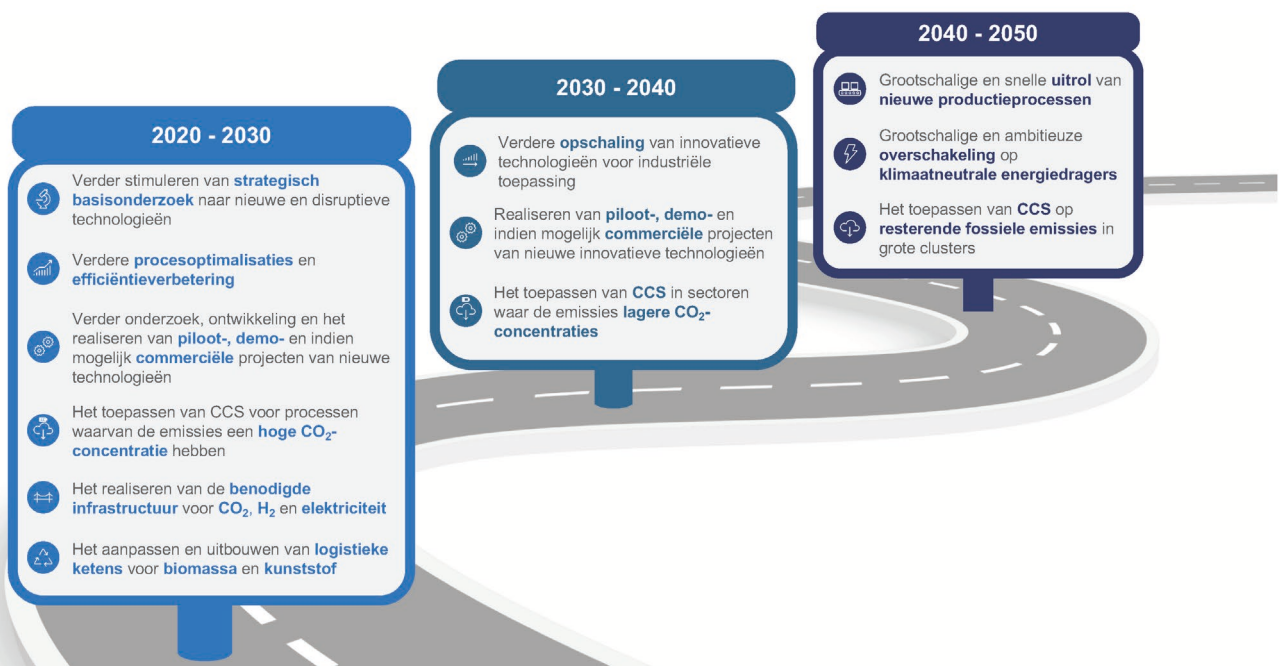 2020 - 2030
Verder stimuleren van strategisch
basisonderzoek naar nieuwe en disruptieve
technologieën
Verdere procesoptimalisaties en
efficiëntieverbetering
Verder onderzoek, ontwikkeling en het
realiseren van piloot-, demo- en indien
mogelijk commerciële projecten van nieuwe
technologieën
Het toepassen van CCS voor processen
waarvan de emissies een hoge CO₂-
concentratie hebben
Het realiseren van de benodigde
infrastructuur voor CO₂, H₂ en elektriciteit
Het aanpassen en uitbouwen van logistieke
ketens voor biomassa en kunststof
2030 - 2040
Verdere opschaling van innovatieve
technologieën voor industriële
toepassing
Realiseren van piloot-, demo- en
indien mogelijk commerciële projecten
van nieuwe innovatieve technologieën
Het toepassen van CCS in sectoren
waar de emissies lagere CO₂-
concentraties
2040 - 2050
Grootschalige en snelle uitrol van
nieuwe productieprocessen
Grootschalige en ambitieuze
overschakeling op
klimaatneutrale energiedragers
Het toepassen van CCS op
resterende fossiele emissies in
grote clusters